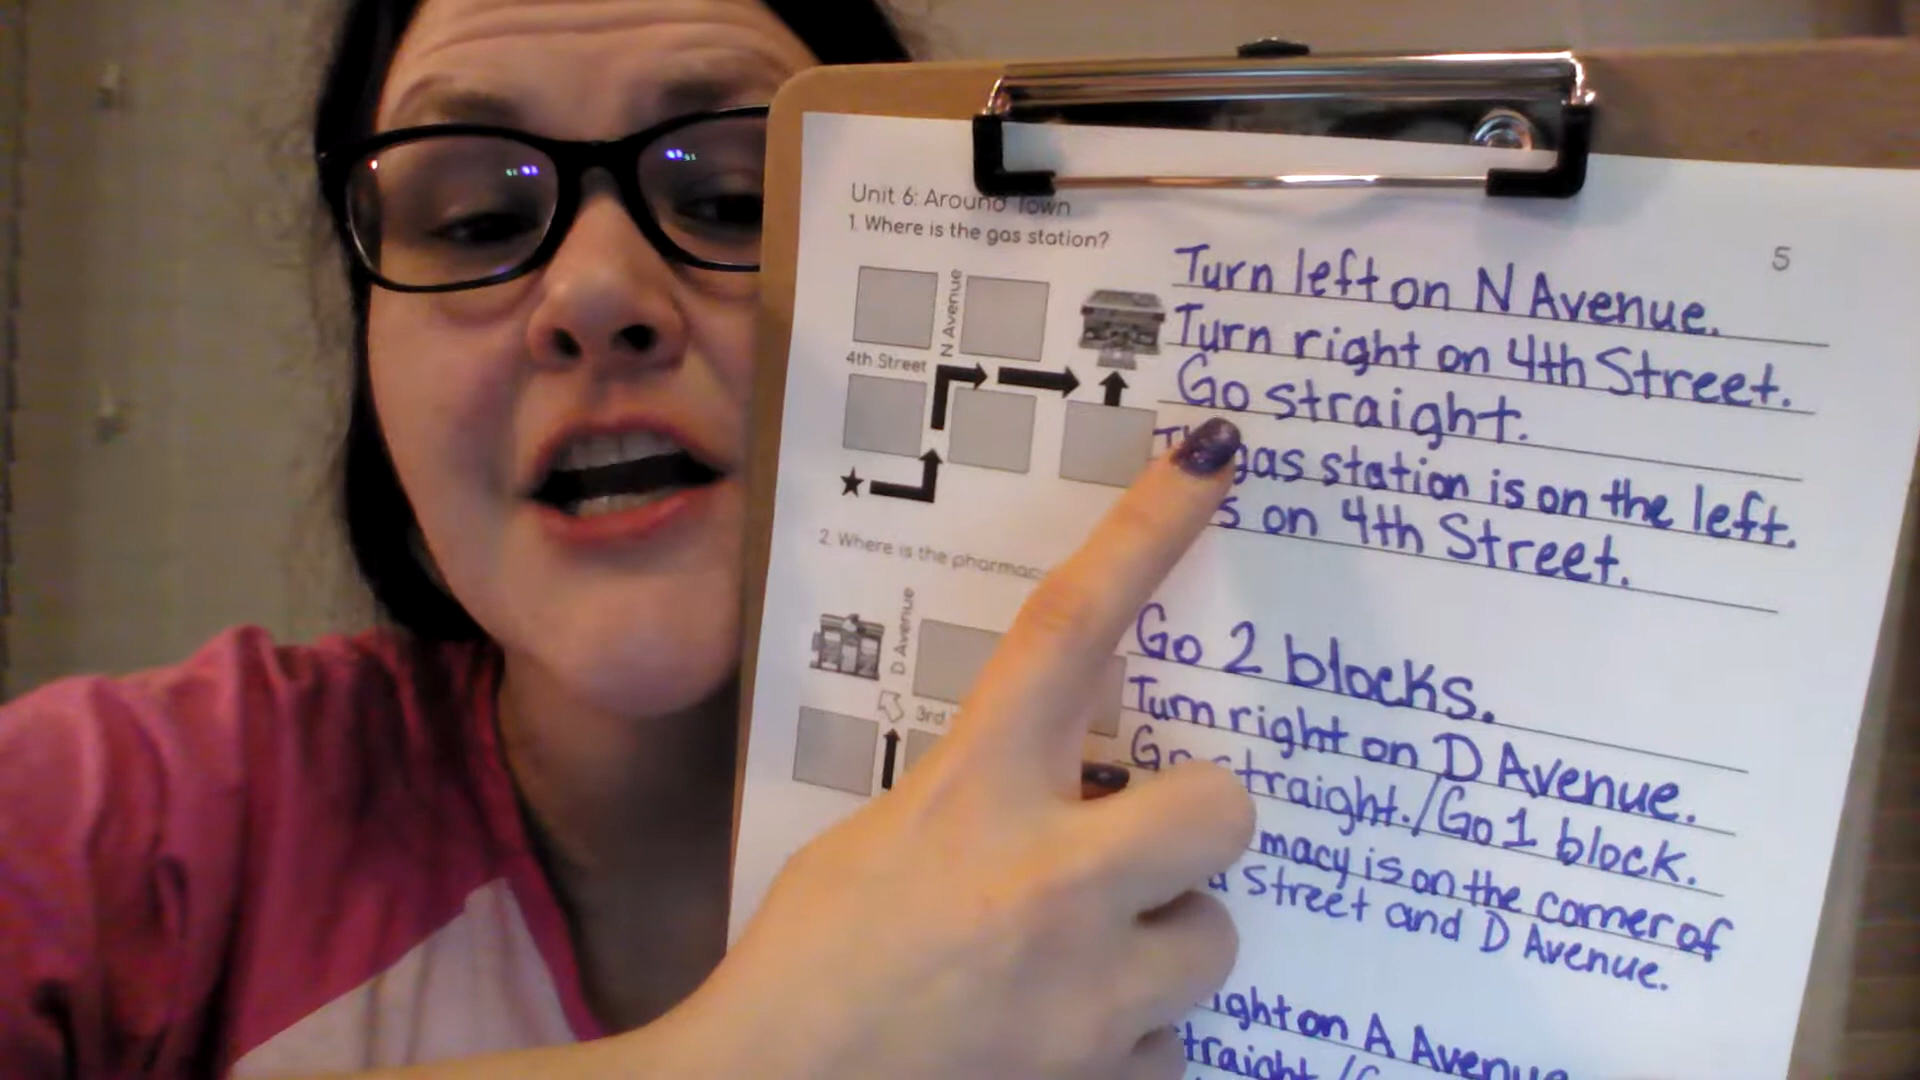 Unit 6: Around Town
1. Where is the gas station?
5
N Avenue
4th Street
Turn left on N Avenue.
Turn right on 4th Street.
Go straight.
gas station is on the left.
on 4th Street.
2. Where is the pharmacy
D Avenue
3rd
Go 2 blocks.
Turn right on D Avenue.
Go straight./Go 1 block.
macy is on the corner of
Street and D Avenue.
ight on A Avenue
traight./G